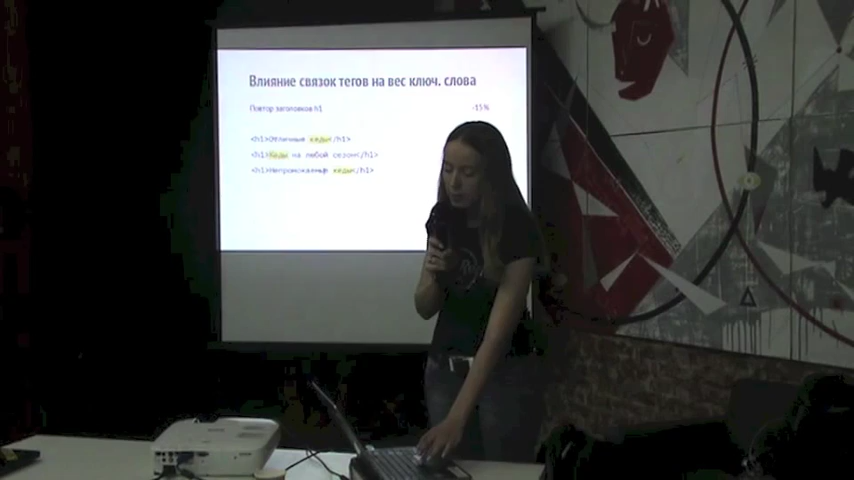 Влияние связок тегов на вес ключ. слова
Повтор заголовков h1 -15%
<h1>Отличные кеды</h1>
<h1>Кеды на любой сезон</h1>
<h1>Непромокаемые кеды</h1>